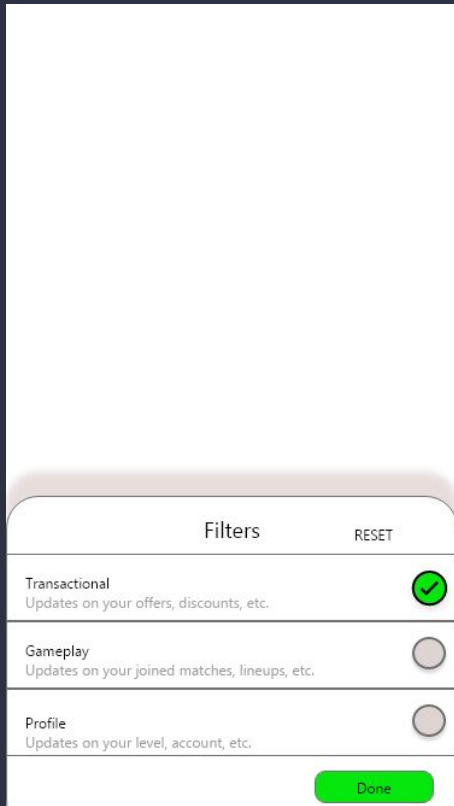 Filters
RESET
Transactional
Updates on your offers, discounts, etc.
Gameplay
Updates on your joined matches, lineups, etc.
Profile
Updates on your level, account, etc.
Done